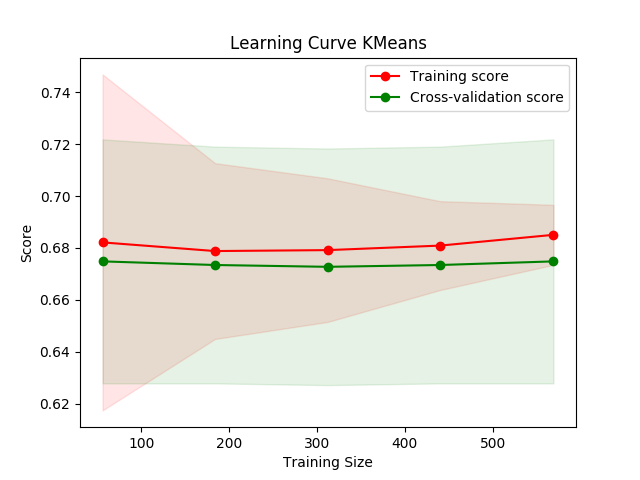 Learning Curve KMeans
Training score
Cross-validation score
Score
0.74
0.72
0.70
0.68
0.66
0.64
0.62
100 200 300 400 500
Training Size